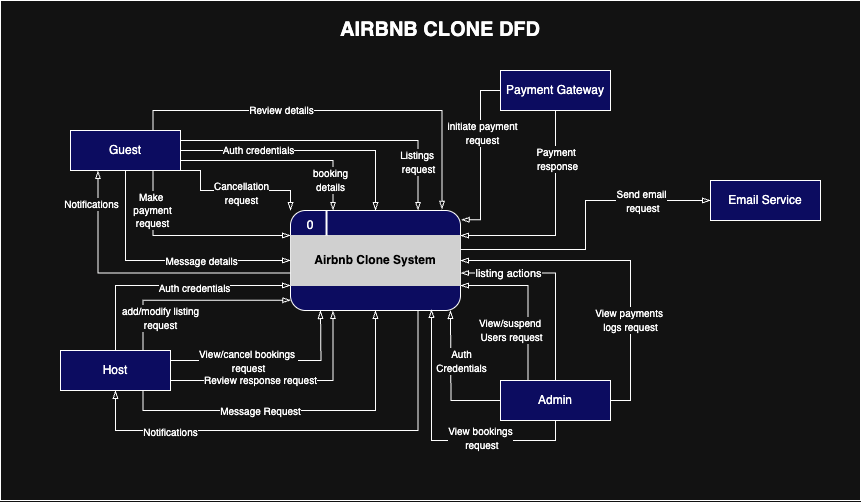 AIRBNB CLONE DFD
Payment Gateway
Review details
initiate payment
request
Guest
Auth credentials
Listings
request
Payment
response
booking
details
Cancellation
request
Make
payment
request
Notifications
Send email
request
Email Service
0
Airbnb Clone System
Message details
listing actions
Auth credentials
add/modify listing
request
View payments
logs request
View/suspend
Users request
View/cancel bookings
request
Auth
Credentials
Host
Review response request
Admin
Message Request
Notifications
View bookings
request